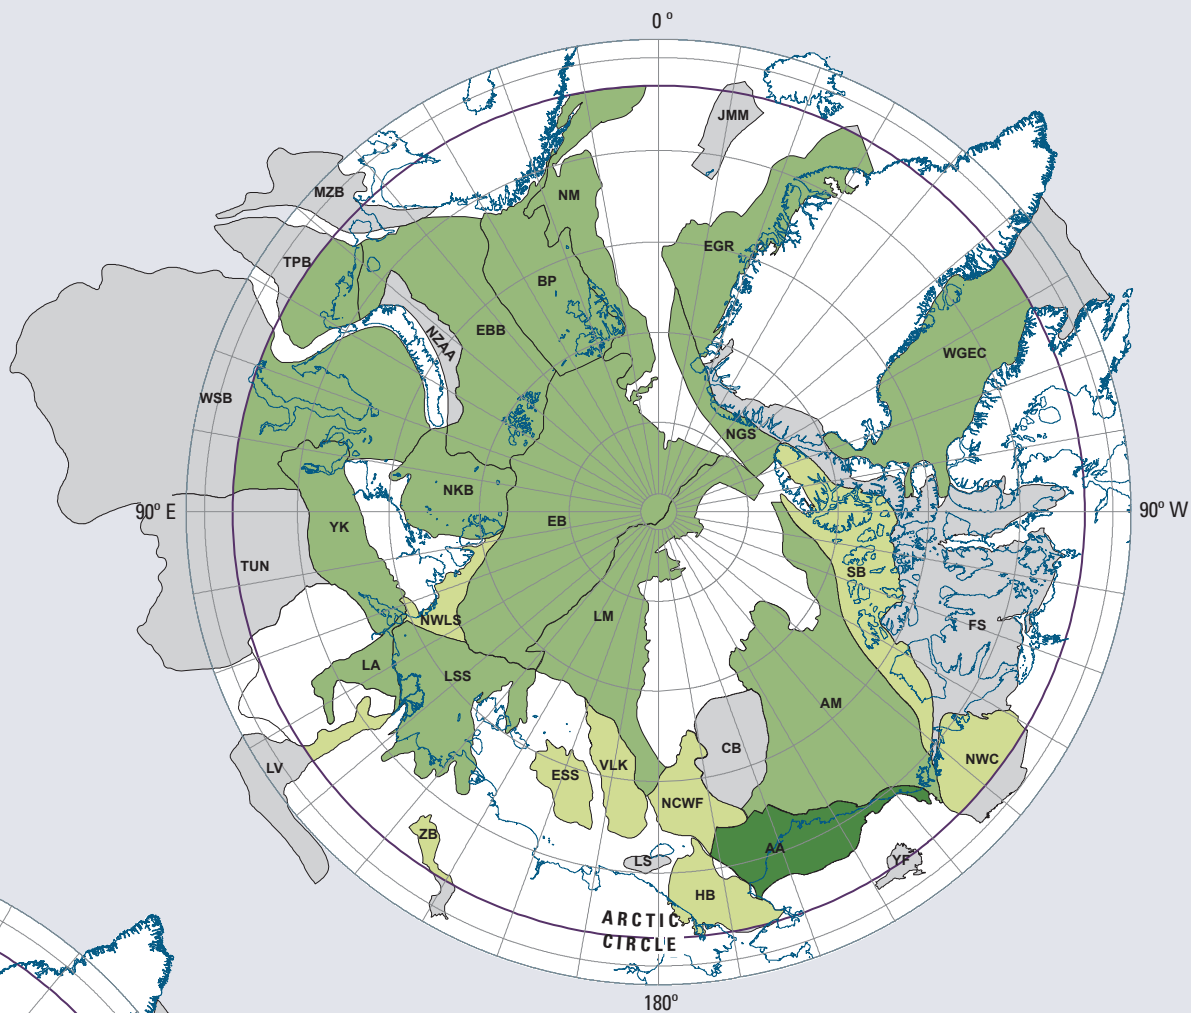 0 º
JMM
MZB
NM
EGR
TPB
BP
EBB
NZAA
WGEC
WSB
NGS
NKB
90º E
90º W
EB
YK
TUN
SB
NWLS
LM
FS
LA
LSS
AM
CB
NWC
LV
VLK
ESS
NCWF
ZB
AA
LS
YF
HB
ARCTIC
CIRCLE
180º